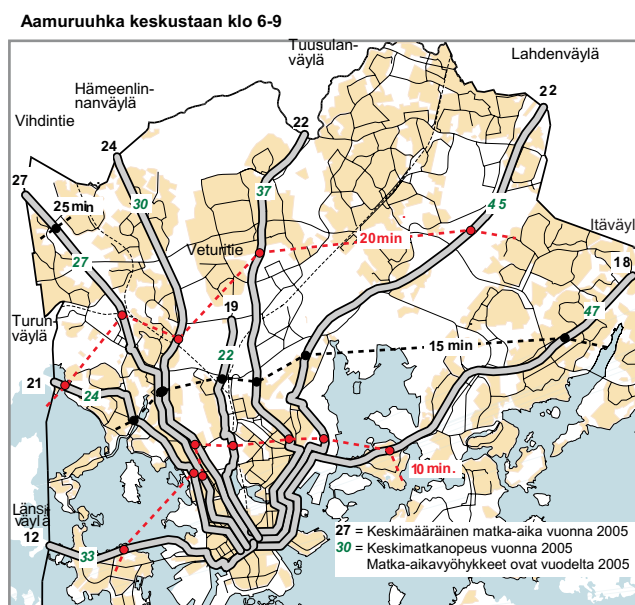 Aamuruuhka keskustaan klo 6-9
Tuusulan-
väylä
Lahdenväylä
Hämeenlin-
nanväylä
Vihdintie
22
22
24
27
25 min
30
37
45
20min
Veturitie
Itäväyl
18
27
19
47
Turun-
väylä
15 min
22
21
24
10 min.
Länsi-
väylä
12
33
27 = Keskimääräinen matka-aika vuonna 2005
30 = Keskimatkanopeus vuonna 2005
Matka-aikavyöhykkeet ovat vuodelta 2005